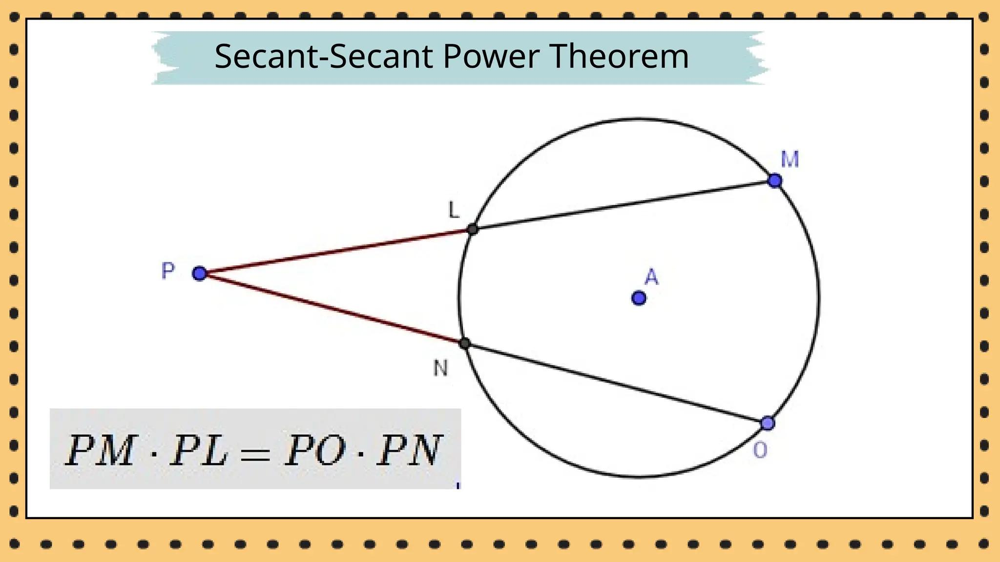 Secant-Secant Power Theorem
M
L
P
A
N
O
PM · PL = PO · PN